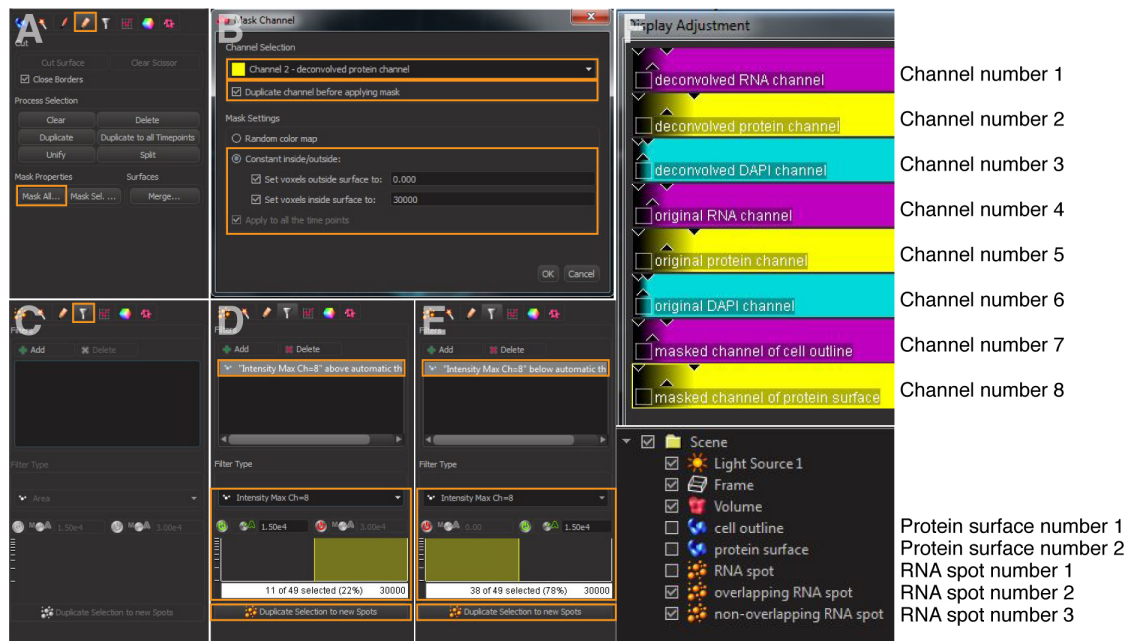 A
Cut
Cut Surface
Clear Scissor
Close Borders
Process Selection
Clear
Delete
Duplicate
Duplicate to all Timepoints
Unify
Split
Mask Properties
Surfaces
Mask All...
Mask Sel. ...
Merge...
B
Mask Channel
Channel Selection
Channel 2 - deconvolved protein channel
Duplicate channel before applying mask
Mask Settings
Random color map
Constant inside/outside:
Set voxels outside surface to: 0.000
Set voxels inside surface to: 30000
Apply to all the time points
OK Cancel
C
Filters
Add
Delete
Filter Type
Area
1.50e4
3.00e4
Duplicate Selection to new Spots
D
Filters
Add
Delete
"Intensity Max Ch=8" above automatic th
Filter Type
Intensity Max Ch=8
1.50e4
3.00e4
11 of 49 selected (22%) 30000
Duplicate Selection to new Spots
E
Filters
Add
Delete
"Intensity Max Ch=8" below automatic th
Filter Type
Intensity Max Ch=8
0.00
1.50e4
38 of 49 selected (78%) 30000
Duplicate Selection to new Spots
F
Display Adjustment
deconvolved RNA channel
Channel number 1
deconvolved protein channel
Channel number 2
deconvolved DAPI channel
Channel number 3
original RNA channel
Channel number 4
original protein channel
Channel number 5
original DAPI channel
Channel number 6
masked channel of cell outline
Channel number 7
masked channel of protein surface
Channel number 8
Scene
Light Source 1
Frame
Volume
cell outline
Protein surface number 1
protein surface
Protein surface number 2
RNA spot
RNA spot number 1
overlapping RNA spot
RNA spot number 2
non-overlapping RNA spot
RNA spot number 3